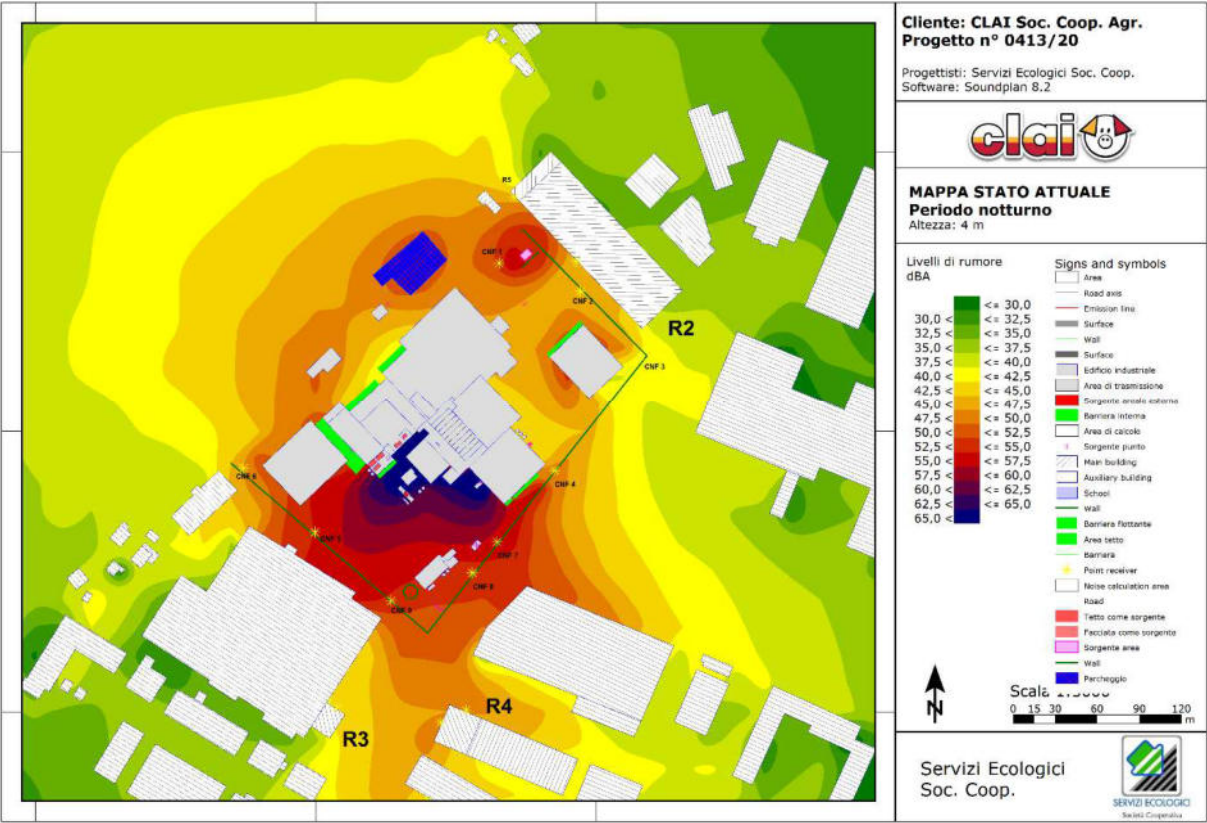 Cliente: CLAI Soc. Coop. Agr.
Progetto n° 0413/20
Progettisti: Servizi Ecologici Soc. Coop.
Software: Soundplan 8.2
clai
MAPPA STATO ATTUALE
Periodo notturno
Altezza: 4 m
Livelli di rumore
dBA
<= 30,0
30,0 < <= 32,5
32,5 < <= 35,0
35,0 < <= 37,5
37,5 < <= 40,0
40,0 < <= 42,5
42,5 < <= 45,0
45,0 < <= 47,5
47,5 < <= 50,0
50,0 < <= 52,5
52,5 < <= 55,0
55,0 < <= 57,5
57,5 < <= 60,0
60,0 < <= 62,5
62,5 < <= 65,0
65,0 <
Signs and symbols
Area
Road axis
Emission line
Surface
Wall
Surface
Edificio industriale
Area di trasmissione
Sorgente areale esterna
Barriera interna
Area di calcolo
Sorgente punto
Main building
Auxiliary building
School
Wall
Barriera flottante
Area tetto
Barriera
Point receiver
Noise calculation area
Road
Tetto come sorgente
Facciata come sorgente
Sorgente area
Wall
Parcheggio
N
Scala
0 15 30 60 90 120
m
Servizi Ecologici
Soc. Coop.
SERVIZI ECOLOGICI
Società Cooperativa
R5
CNF 1
CNF 2
R2
CNF 3
CNF 4
CNF 6
CNF 5
CNF 7
CNF 8
CNF 9
R4
R3